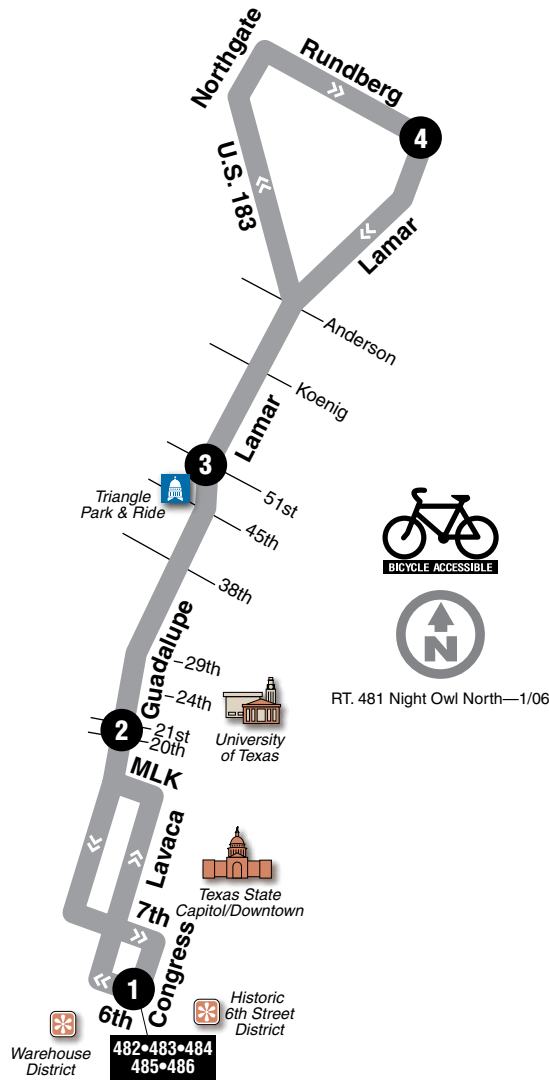 Northgate
Rundberg
4
U.S. 183
Lamar
Anderson
Koenig
Lamar
3
Triangle
Park & Ride
51st
45th
38th
BICYCLE ACCESSIBLE
N
RT. 481 Night Owl North—1/06
Guadalupe
29th
24th
2
21st
20th
University
of Texas
MLK
Lavaca
Texas State
Capitol/Downtown
7th
Congress
1
6th
Historic
6th Street
District
Warehouse
District
482•483•484
485•486